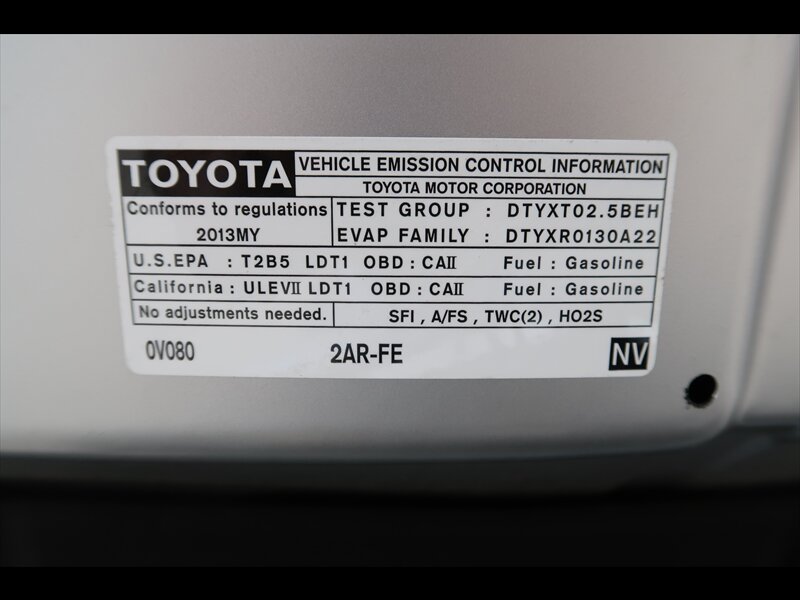 TOYOTA VEHICLE EMISSION CONTROL INFORMATION
TOYOTA MOTOR CORPORATION
Conforms to regulations TEST GROUP : DTYXT02.5BEH
2013MY EVAP FAMILY : DTYXR0130A22
U.S.EPA : T2B5 LDT1 OBD : CAⅡ Fuel : Gasoline
California : ULEVⅡ LDT1 OBD : CAⅡ Fuel : Gasoline
No adjustments needed. SFI , A/FS , TWC(2) , HO2S
0V080 2AR-FE NV